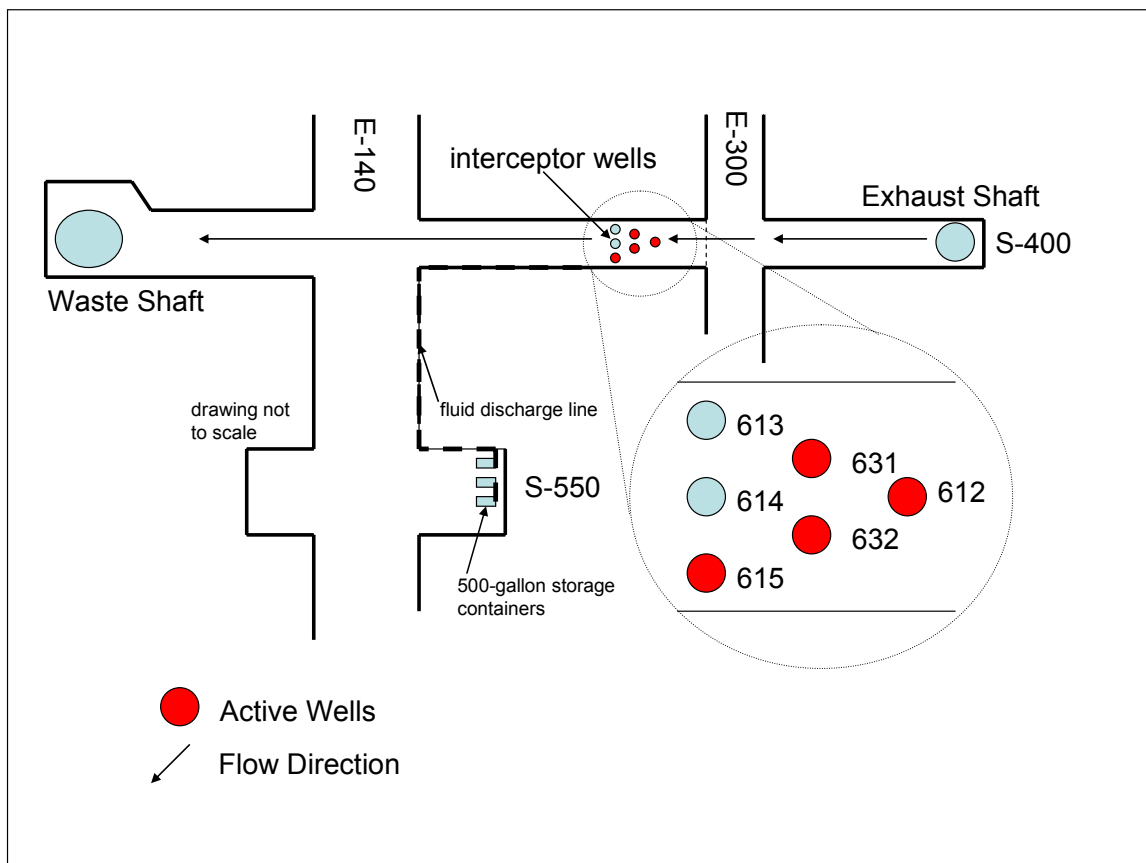 E-140
E-300
interceptor wells
Exhaust Shaft
S-400
Waste Shaft
drawing not
to scale
fluid discharge line
S-550
500-gallon storage
containers
613
631
612
614
632
615
Active Wells
Flow Direction